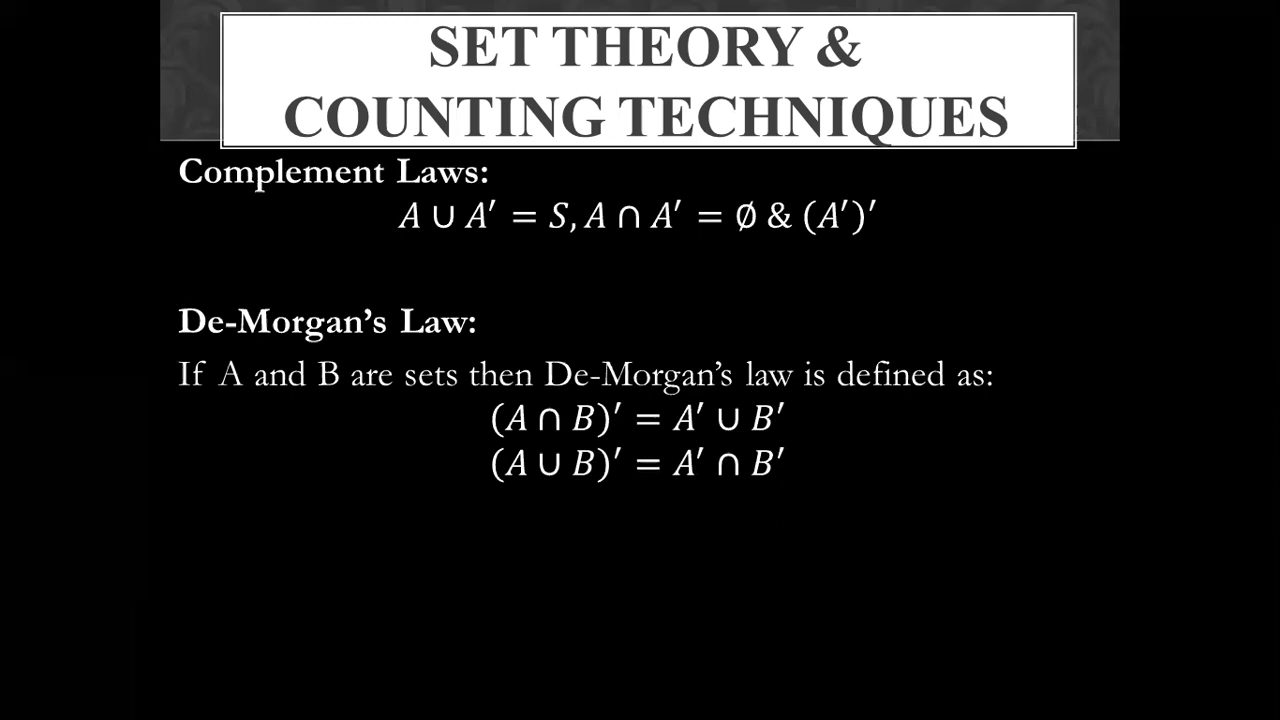 SET THEORY &
COUNTING TECHNIQUES
Complement Laws:
A ∪ A′ = S, A ∩ A′ = ∅ & (A′)′
De-Morgan’s Law:
If A and B are sets then De-Morgan’s law is defined as:
(A ∩ B)′ = A′ ∪ B′
(A ∪ B)′ = A′ ∩ B′